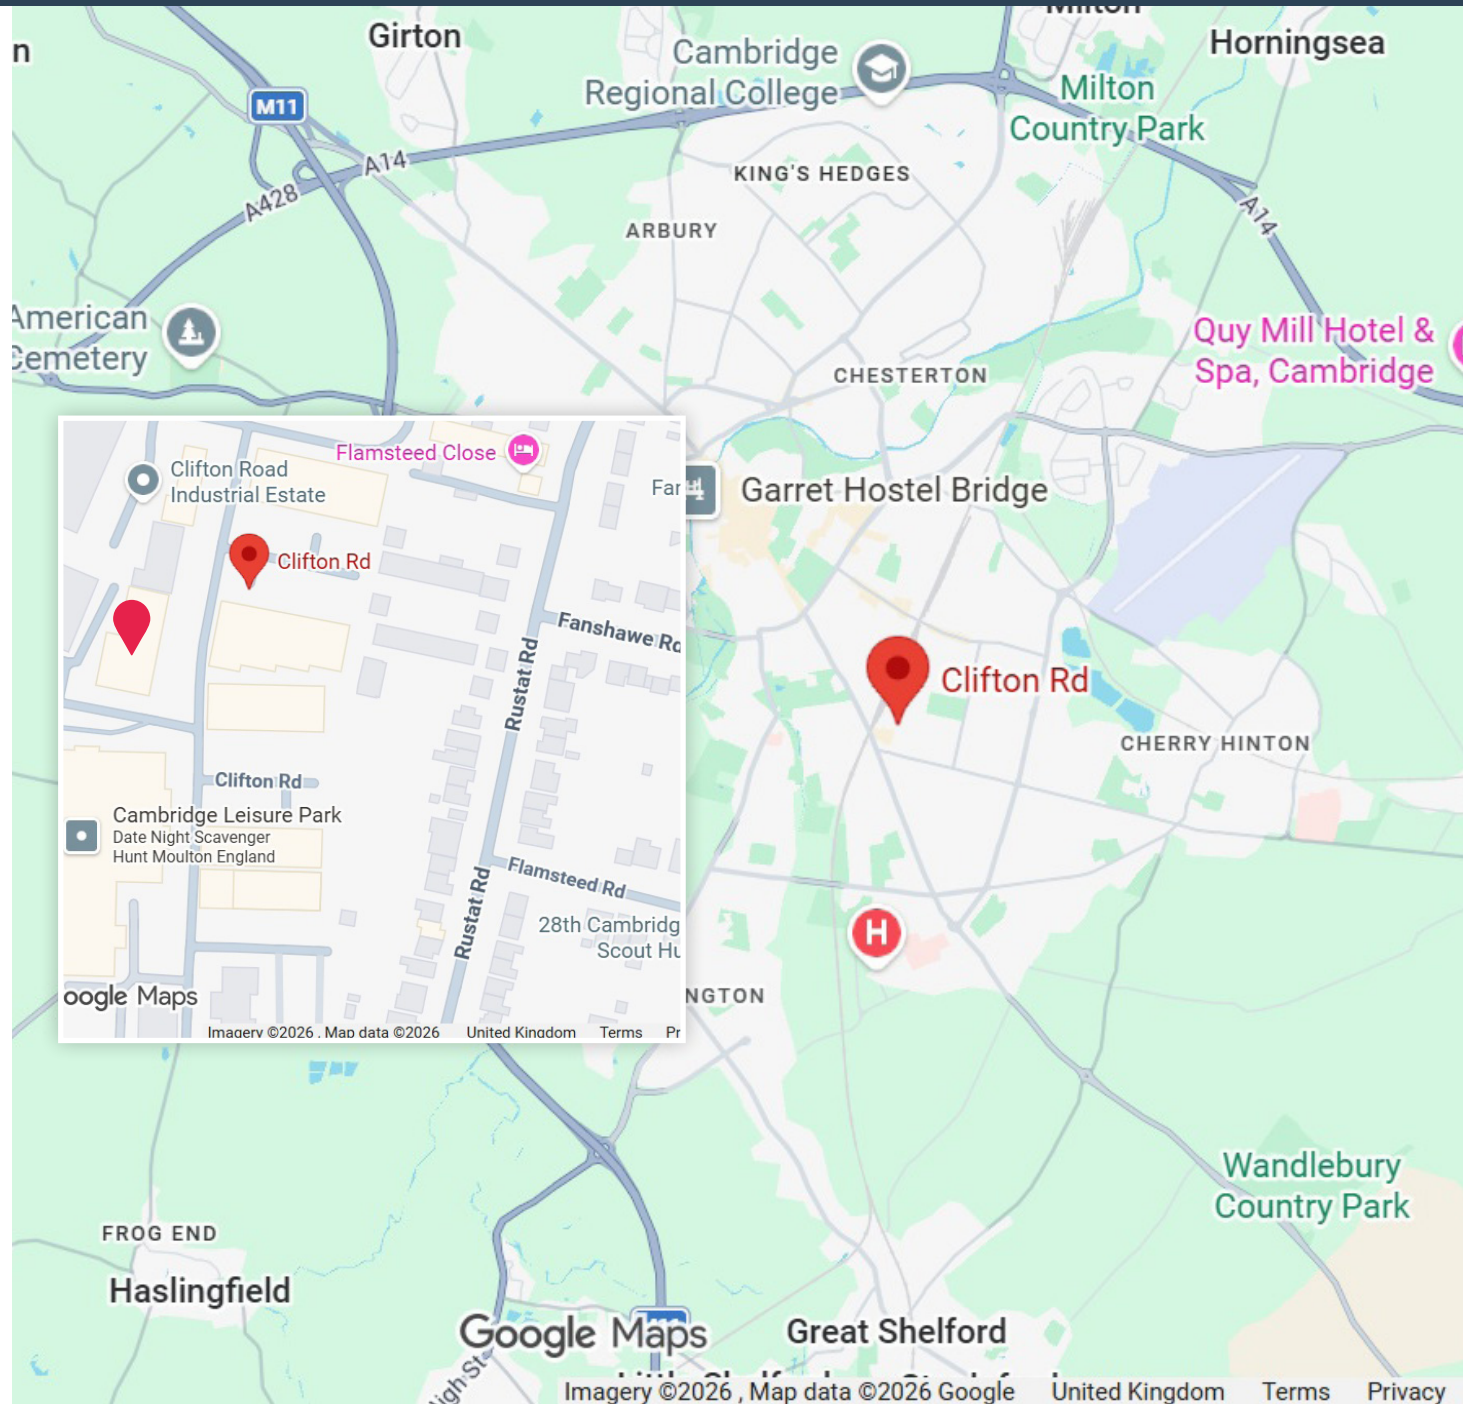 Girton
Cambridge
Regional College
Horningsea
Milton
Country Park
M11
A14
A428
KING'S HEDGES
ARBURY
A14
American
Cemetery
Quy Mill Hotel &
Spa, Cambridge
CHESTERTON
Garret Hostel Bridge
Clifton Rd
CHERRY HINTON
Flamsteed Close
Clifton Road
Industrial Estate
Clifton Rd
Fanshawe Rd
Rustat Rd
Clifton Rd
Cambridge Leisure Park
Date Night Scavenger
Hunt Moulton England
Flamsteed Rd
Rustat Rd
28th Cambridg
Scout Hu
oogle Maps
Imagery ©2026 , Map data ©2026 United Kingdom Terms Pr
NGTON
Wandlebury
Country Park
FROG END
Haslingfield
Google Maps
Great Shelford
Imagery ©2026 , Map data ©2026 Google United Kingdom Terms Privacy